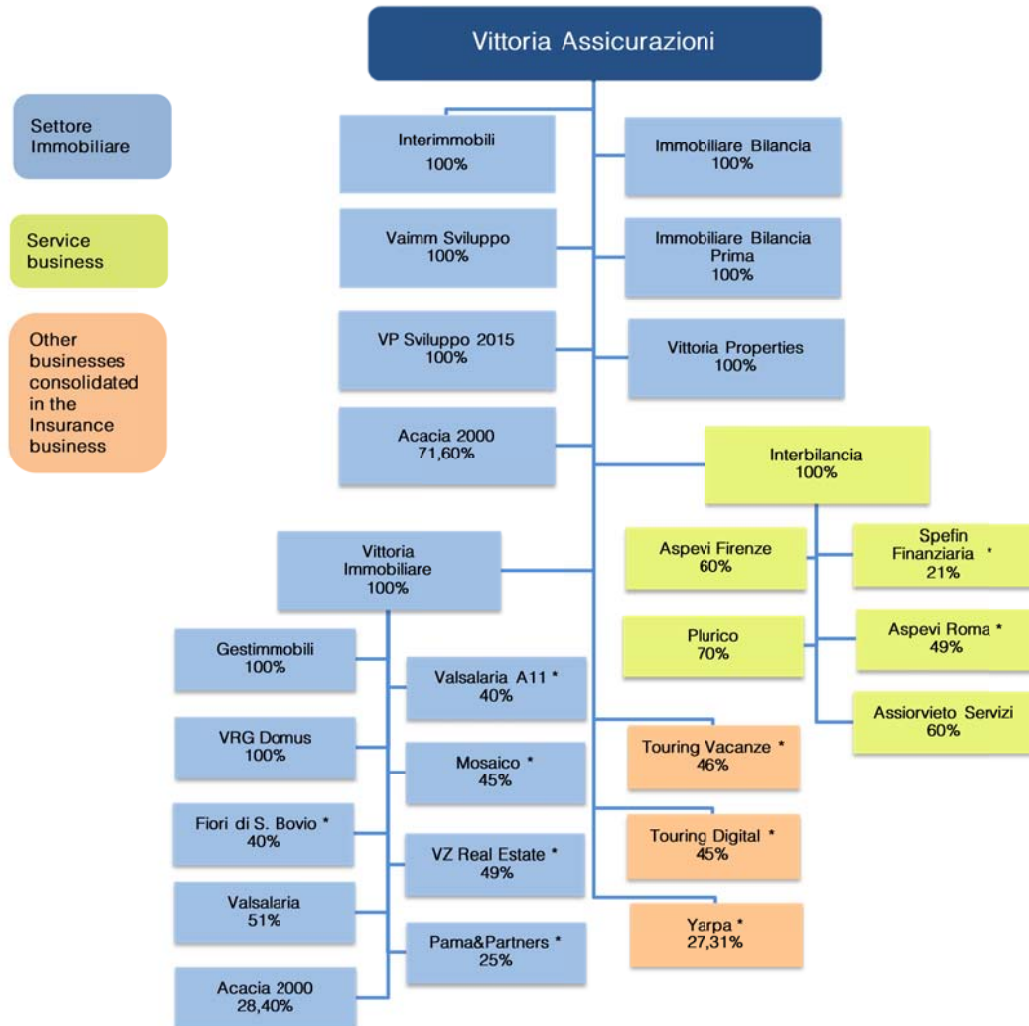 Vittoria Assicurazioni
Settore
Immobiliare
Service
business
Other
businesses
consolidated
in the
Insurance
business
Interimmobili
100%
Immobiliare Bilancia
100%
Vaimm Sviluppo
100%
Immobiliare Bilancia
Prima
100%
VP Sviluppo 2015
100%
Vittoria Properties
100%
Acacia 2000
71,60%
Interbilancia
100%
Aspevi Firenze
60%
Spefin
Finanziaria *
21%
Plurico
70%
Aspevi Roma *
49%
Assiorvieto Servizi
60%
Vittoria
Immobiliare
100%
Gestimmobili
100%
Valsalaria A11 *
40%
VRG Domus
100%
Mosaico *
45%
Fiori di S. Bovio *
40%
VZ Real Estate *
49%
Valsalaria
51%
Pama&Partners *
25%
Acacia 2000
28,40%
Touring Vacanze *
46%
Touring Digital *
45%
Yarpa *
27,31%